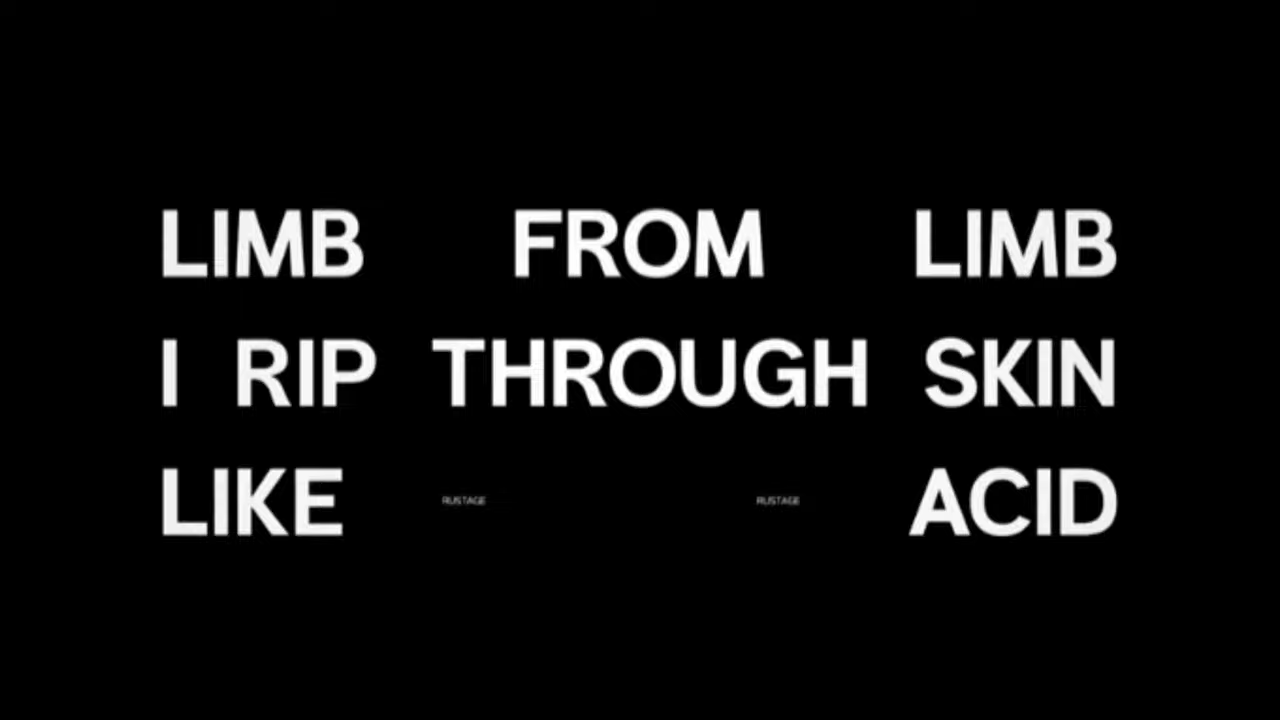 LIMB FROM LIMB
I RIP THROUGH SKIN
LIKE RUSTAGE RUSTAGE ACID